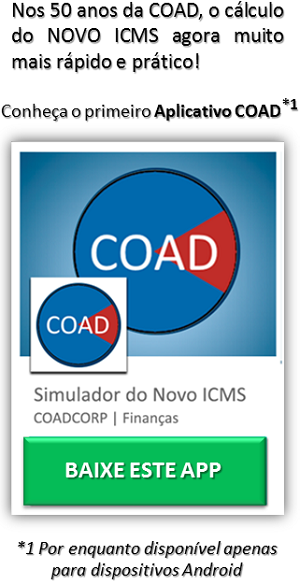 Nos 50 anos da COAD, o cálculo
do NOVO ICMS agora muito
mais rápido e prático!
Conheça o primeiro Aplicativo COAD*1
COAD
COAD
Simulador do Novo ICMS
COADCORP | Finanças
BAIXE ESTE APP
*1 Por enquanto disponível apenas
para dispositivos Android